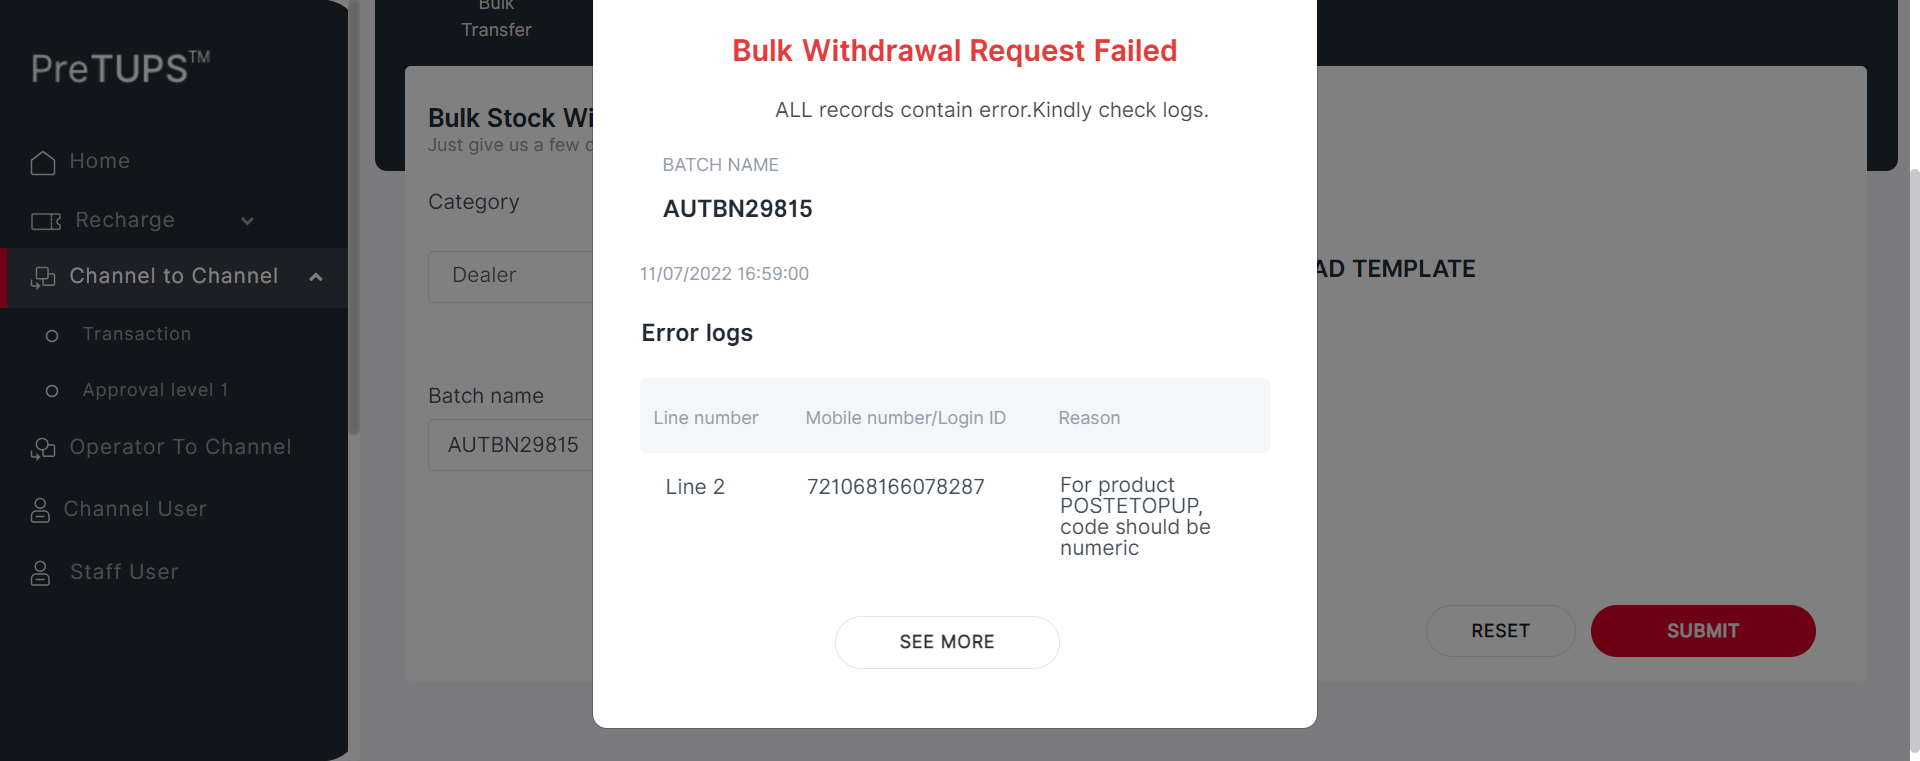 PreTUPS™
Home
Recharge
Channel to Channel
Transaction
Approval level 1
Operator To Channel
Channel User
Staff User
Bulk
Transfer
Bulk Stock Wi
Just give us a few d
Category
Dealer
Batch name
AUTBN29815
AD TEMPLATE
RESET
SUBMIT
Bulk Withdrawal Request Failed
ALL records contain error.Kindly check logs.
BATCH NAME
AUTBN29815
11/07/2022 16:59:00
Error logs
Line number Mobile number/Login ID Reason
Line 2 721068166078287 For product
POSTETOPUP,
code should be
numeric
SEE MORE